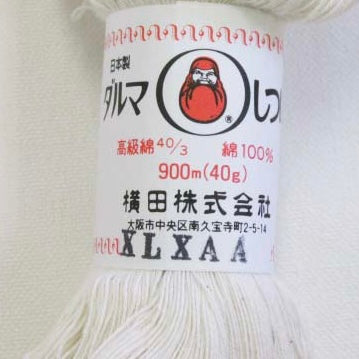 日本製
ダルマ
®
しつ
高級綿40/3 綿100%
900m(40g)
横田株式会社
大阪市中央区南久宝寺町2-5-14
XLXAA